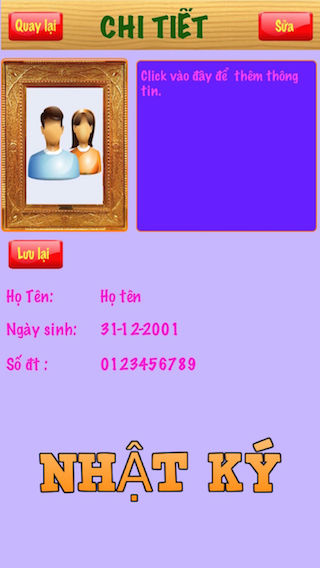 Quay lại CHI TIẾT Sửa
Click vào đây để thêm thông
tin.
Lưu lại
Họ Tên: Họ tên
Ngày sinh: 31-12-2001
Số đt : 0123456789
NHẬT KÝ